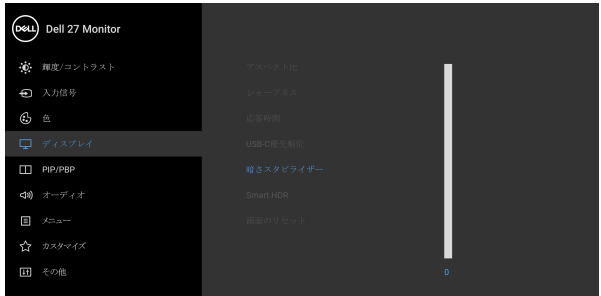 DELL
Dell 27 Monitor
輝度/コントラスト
入力信号
色
ディスプレイ
PIP/PBP
オーディオ
メニュー
カスタマイズ
その他
アスペクト比
シャープネス
応答時間
USB-C優先順位
暗さスタビライザー
Smart HDR
画面のリセット
0